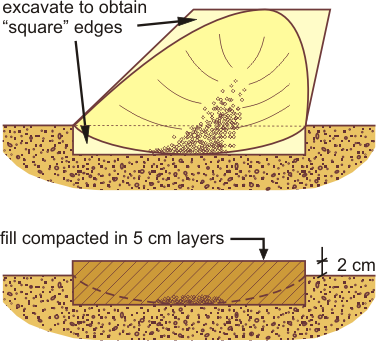 excavate to obtain
“square” edges
fill compacted in 5 cm layers
2 cm